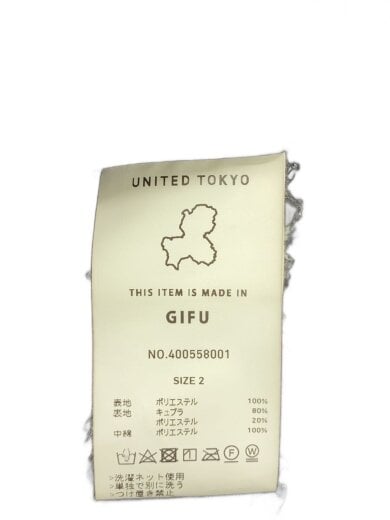 UNITED TOKYO
THIS ITEM IS MADE IN
GIFU
NO.400558001
SIZE 2
表地 ポリエステル 100%
裏地 キュプラ 80%
ポリエステル 20%
中綿 ポリエステル 100%
>洗濯ネット使用
>単独で別に洗う
>つけ置き禁止